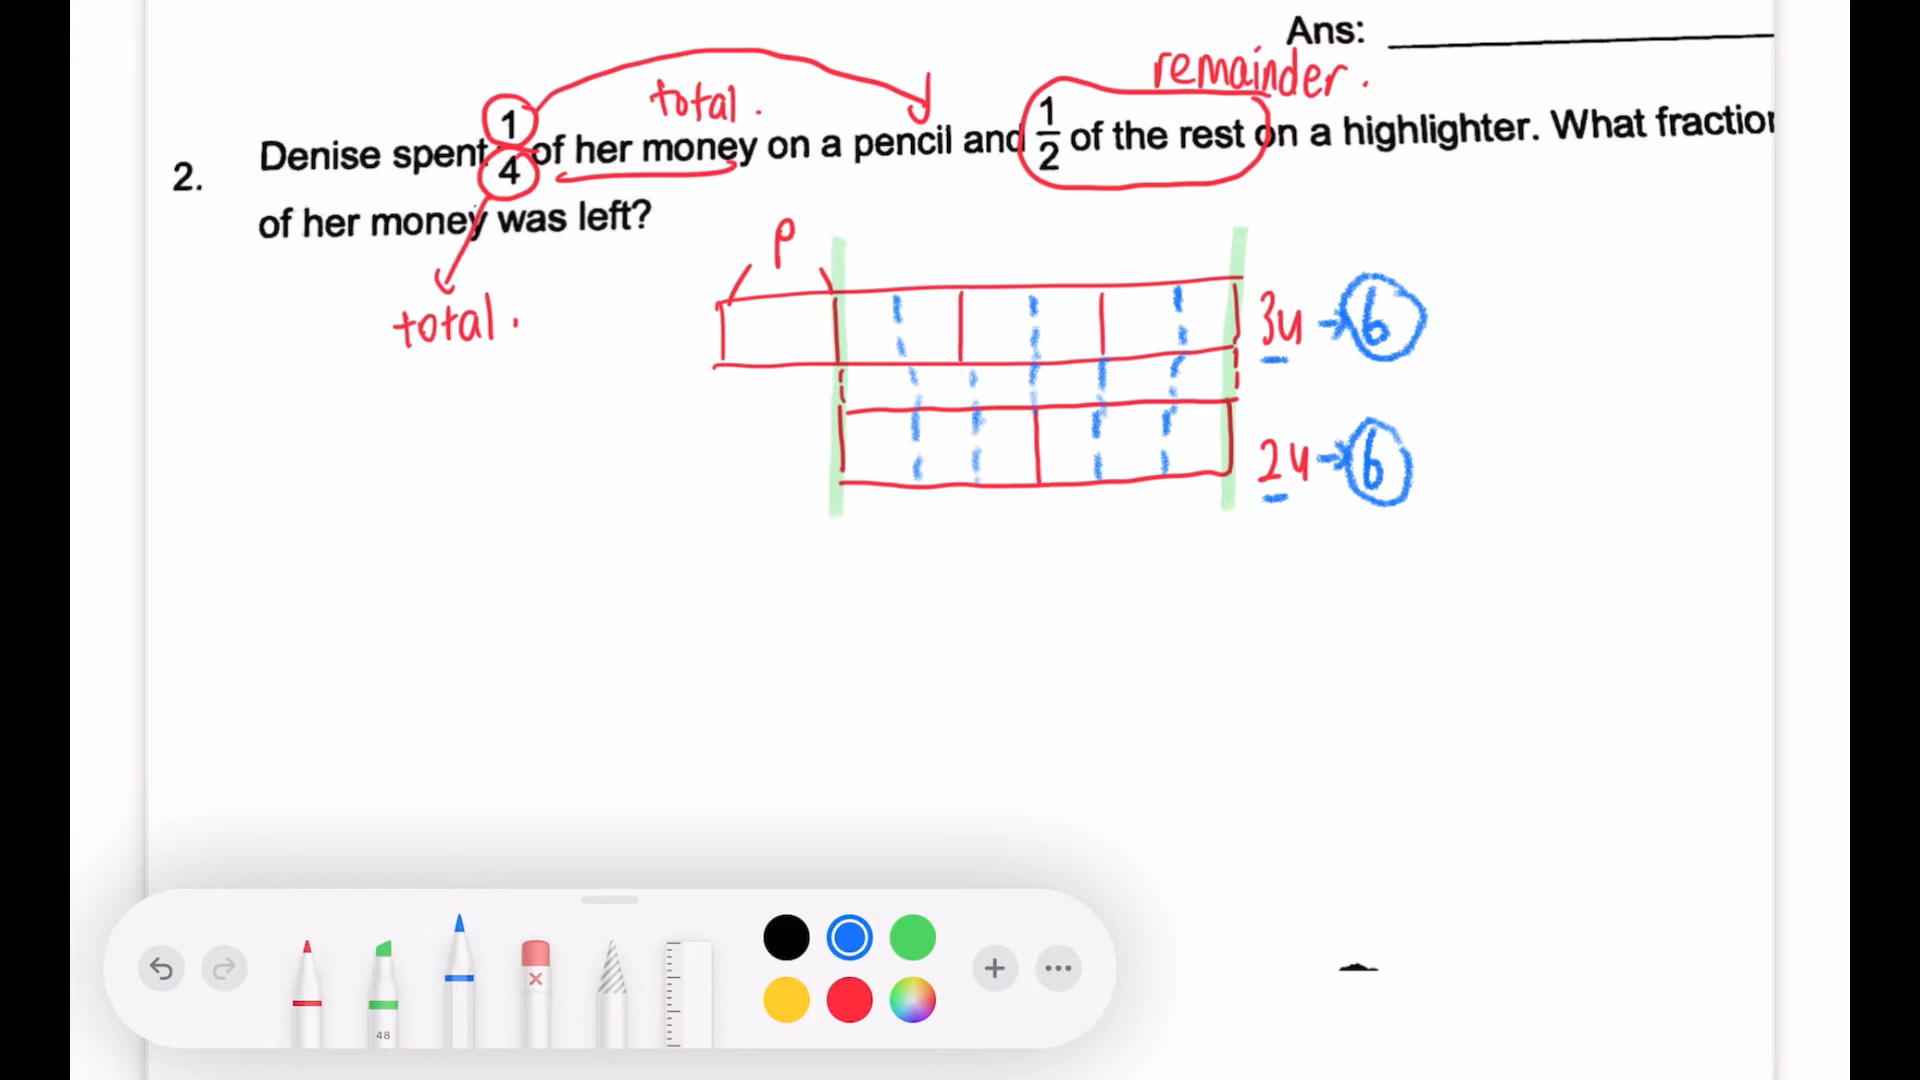 Ans:
remainder.
total.
2. Denise spent 1/4 of her money on a pencil and 1/2 of the rest on a highlighter. What fraction
of her money was left?
P
total.
3u → 6
2u → 6
48